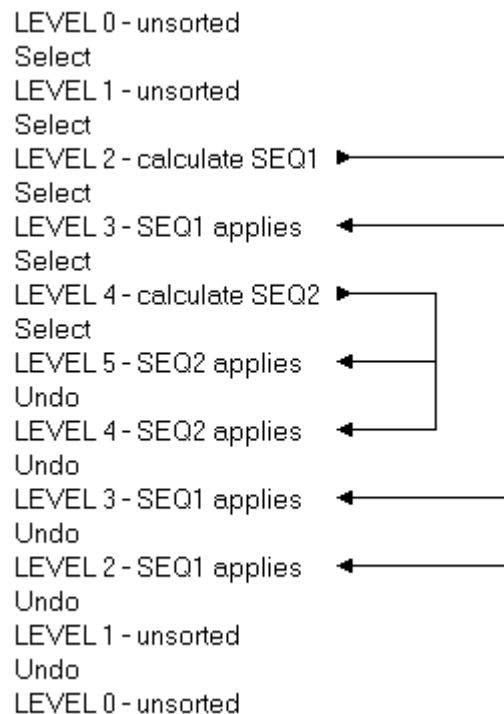 LEVEL 0 - unsorted
Select
LEVEL 1 - unsorted
Select
LEVEL 2 - calculate SEQ1
Select
LEVEL 3 - SEQ1 applies
Select
LEVEL 4 - calculate SEQ2
Select
LEVEL 5 - SEQ2 applies
Undo
LEVEL 4 - SEQ2 applies
Undo
LEVEL 3 - SEQ1 applies
Undo
LEVEL 2 - SEQ1 applies
Undo
LEVEL 1 - unsorted
Undo
LEVEL 0 - unsorted